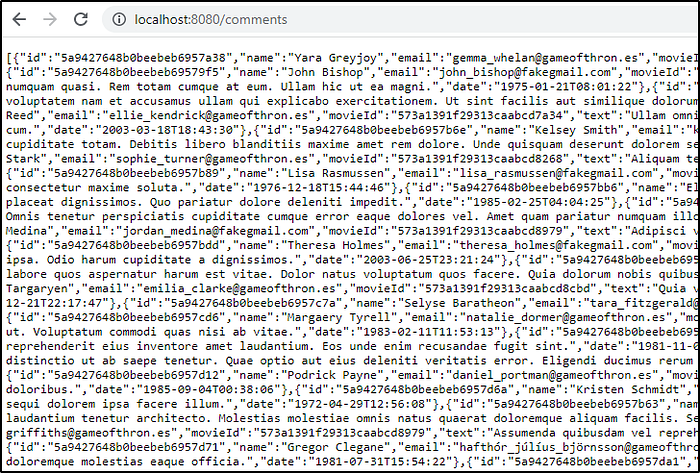 localhost:8080/comments
[{"id":"5a9427648b0beebeb6957a38","name":"Yara Greyjoy","email":"gemma_whelan@gameofthron.es","movieI
{"id":"5a9427648b0beebeb69579f5","name":"John Bishop","email":"john_bishop@fakegmail.com","movieId":
numquam quasi. Rem totam cumque at eum. Ullam hic ut ea magni.","date":"1975-01-21T08:01:22"},{"id":"
voluptatem nam et accusamus ullam qui explicabo exercitationem. Ut sint facilis aut similique dolorum
Reed","email":"ellie_kendrick@gameofthron.es","movieId":"573a1391f29313caabcd7a34","text":"Ullam omni
cum.","date":"2003-03-18T18:43:30"},{"id":"5a9427648b0beebeb6957b6e","name":"Kelsey Smith","email":"k
cupiditate totam. Debitis libero blanditiis maxime amet rem dolore. Unde quisquam deserunt dolorem se
Stark","email":"sophie_turner@gameofthron.es","movieId":"573a1391f29313caabcd8268","text":"Aliquam t
{"id":"5a9427648b0beebeb6957b89","name":"Lisa Rasmussen","email":"lisa_rasmussen@fakegmail.com","movi
consectetur maxime soluta.","date":"1976-12-18T15:44:46"},{"id":"5a9427648b0beebeb6957bb6","name":"E
placeat dignissimos. Quo pariatur dolore deleniti impedit.","date":"1985-02-25T04:04:25"},{"id":"5a94
Omnis tenetur perspiciatis cupiditate cumque error eaque dolores vel. Amet quam pariatur numquam ill
Medina","email":"jordan_medina@fakegmail.com","movieId":"573a1391f29313caabcd8979","text":"Adipisci v
{"id":"5a9427648b0beebeb6957bdd","name":"Theresa Holmes","email":"theresa_holmes@fakegmail.com","mov
ipsa. Odio harum cupiditate a dignissimos.","date":"2003-06-25T23:21:24"},{"id":"5a9427648b0beebeb695
labore quos aspernatur harum est vitae. Dolor natus voluptatum quos facere. Quia dolorum nobis quibus
Targaryen","email":"emilia_clarke@gameofthron.es","movieId":"573a1391f29313caabcd8cbd","text":"Quia v
12-21T22:17:47"},{"id":"5a9427648b0beebeb6957c7a","name":"Selyse Baratheon","email":"tara_fitzgerald@
{"id":"5a9427648b0beebeb6957cd6","name":"Margaery Tyrell","email":"natalie_dormer@gameofthron.es","mo
ut. Voluptatum commodi quas nisi ab vitae.","date":"1983-02-11T11:53:13"},{"id":"5a9427648b0beebeb695
reprehenderit eius inventore amet laudantium. Eos unde enim recusandae fugit sint.","date":"1981-11-0
distinctio ut ab saepe tenetur. Quae optio aut eius deleniti veritatis error. Eligendi ducimus rerum
{"id":"5a9427648b0beebeb6957d12","name":"Podrick Payne","email":"daniel_portman@gameofthron.es","movi
doloribus.","date":"1985-09-04T00:38:06"},{"id":"5a9427648b0beebeb6957d6a","name":"Kristen Schmidt","
sequi dolorem ipsa facere illum.","date":"1972-04-29T12:56:08"},{"id":"5a9427648b0beebeb6957b63","nam
laudantium tenetur architecto. Molestias molestiae omnis natus quaerat doloremque aliquam facilis. Se
griffiths@gameofthron.es","movieId":"573a1391f29313caabcd8979","text":"Assumenda quibusdam vel repreh
{"id":"5a9427648b0beebeb6957d71","name":"Gregor Clegane","email":"hafthór_júlíus_björnsson@gameofthro
doloremque molestias eaque officia.","date":"1981-07-31T15:54:22"},{"id":"5a9427648b0beebeb6957da1"